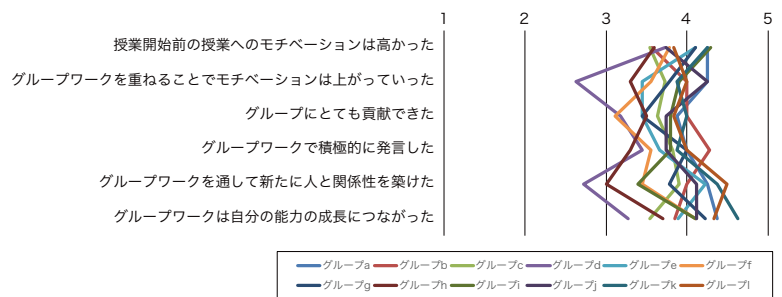 1 2 3 4 5
授業開始前の授業へのモチベーションは高かった
グループワークを重ねることでモチベーションは上がっていった
グループにとても貢献できた
グループワークで積極的に発言した
グループワークを通して新たに人と関係性を築けた
グループワークは自分の能力の成長につながった
グループa グループb グループc グループd グループe グループf
グループg グループh グループi グループj グループk グループl